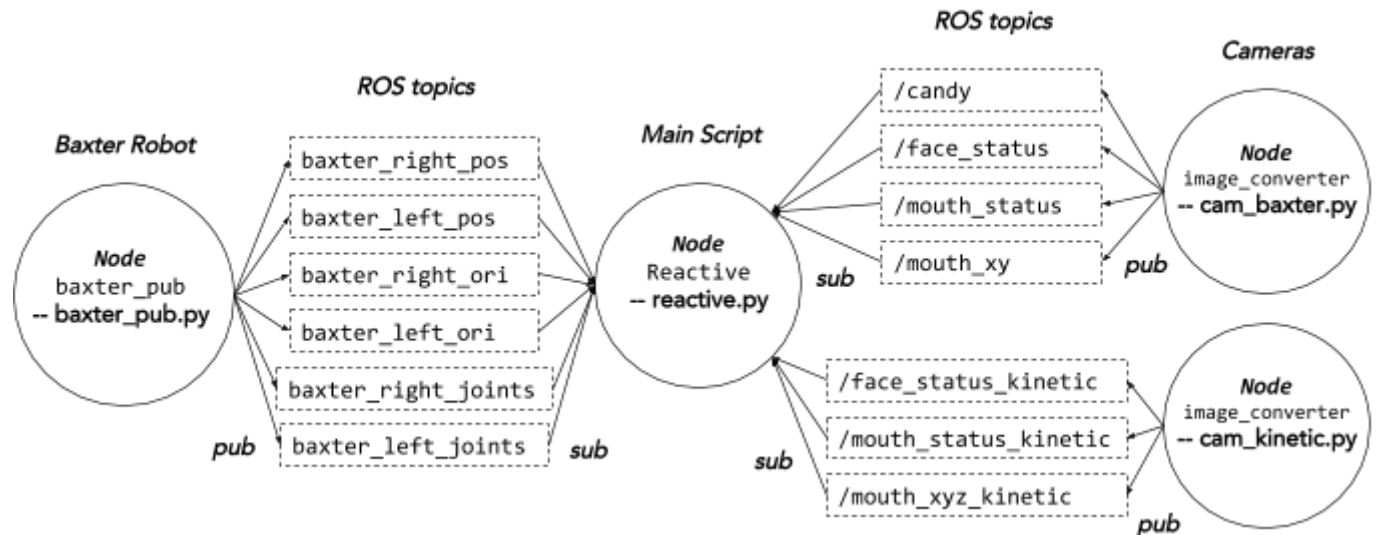 Baxter Robot
Node
baxter_pub
-- baxter_pub.py
ROS topics
baxter_right_pos
baxter_left_pos
baxter_right_ori
baxter_left_ori
baxter_right_joints
baxter_left_joints
pub
sub
Main Script
Node
Reactive
-- reactive.py
ROS topics
/candy
/face_status
/mouth_status
/mouth_xy
sub
pub
Cameras
Node
image_converter
-- cam_baxter.py
/face_status_kinetic
/mouth_status_kinetic
/mouth_xyz_kinetic
sub
pub
Node
image_converter
-- cam_kinetic.py